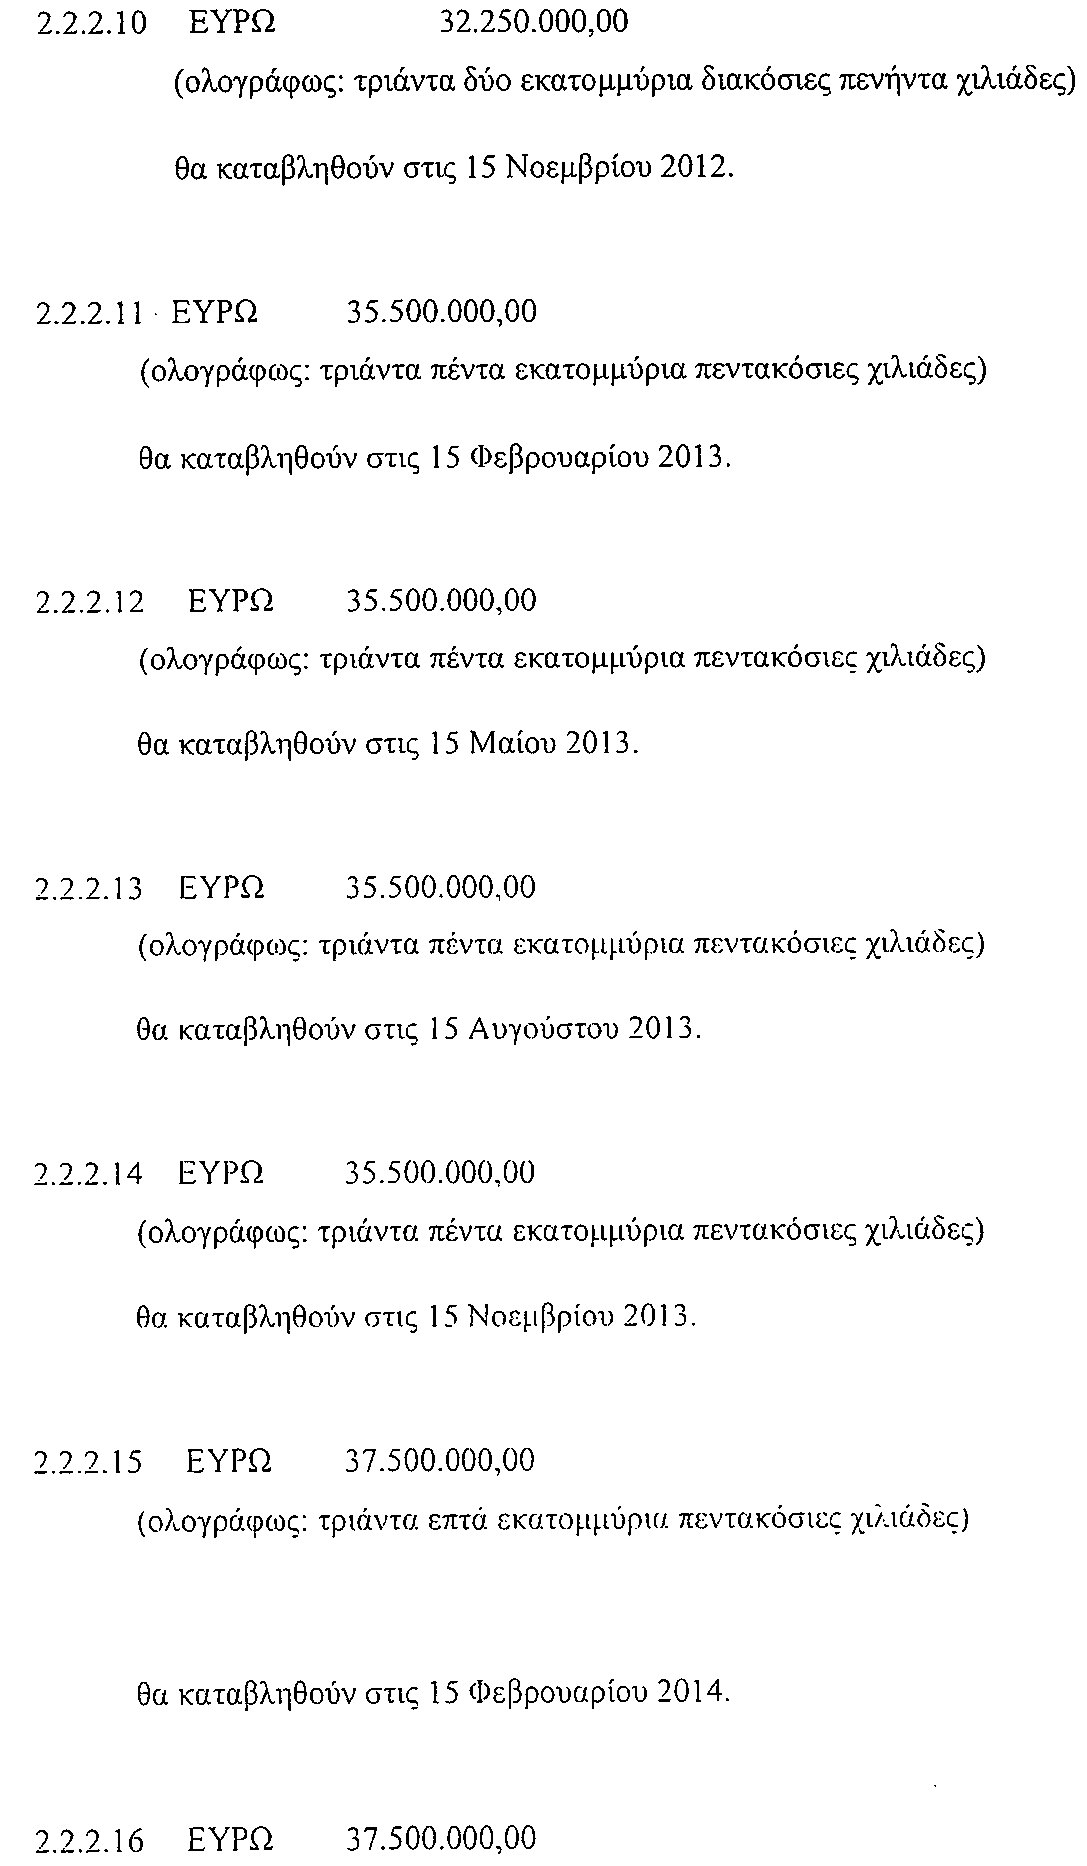 2.2.2.10 ΕΥΡΩ 32.250.000,00
(ολογράφως: τριάντα δύο εκατομμύρια διακόσιες πενήντα χιλιάδες)
θα καταβληθούν στις 15 Νοεμβρίου 2012.
2.2.2.11 ΕΥΡΩ 35.500.000,00
(ολογράφως: τριάντα πέντα εκατομμύρια πεντακόσιες χιλιάδες)
θα καταβληθούν στις 15 Φεβρουαρίου 2013.
2.2.2.12 ΕΥΡΩ 35.500.000,00
(ολογράφως: τριάντα πέντα εκατομμύρια πεντακόσιες χιλιάδες)
θα καταβληθούν στις 15 Μαίου 2013.
2.2.2.13 ΕΥΡΩ 35.500.000,00
(ολογράφως: τριάντα πέντα εκατομμύρια πεντακόσιες χιλιάδες)
θα καταβληθούν στις 15 Αυγούστου 2013.
2.2.2.14 ΕΥΡΩ 35.500.000,00
(ολογράφως: τριάντα πέντα εκατομμύρια πεντακόσιες χιλιάδες)
θα καταβληθούν στις 15 Νοεμβρίου 2013.
2.2.2.15 ΕΥΡΩ 37.500.000,00
(ολογράφως: τριάντα επτά εκατομμύρια πεντακόσιες χιλιάδες)
θα καταβληθούν στις 15 Φεβρουαρίου 2014.
2.2.2.16 ΕΥΡΩ 37.500.000,00